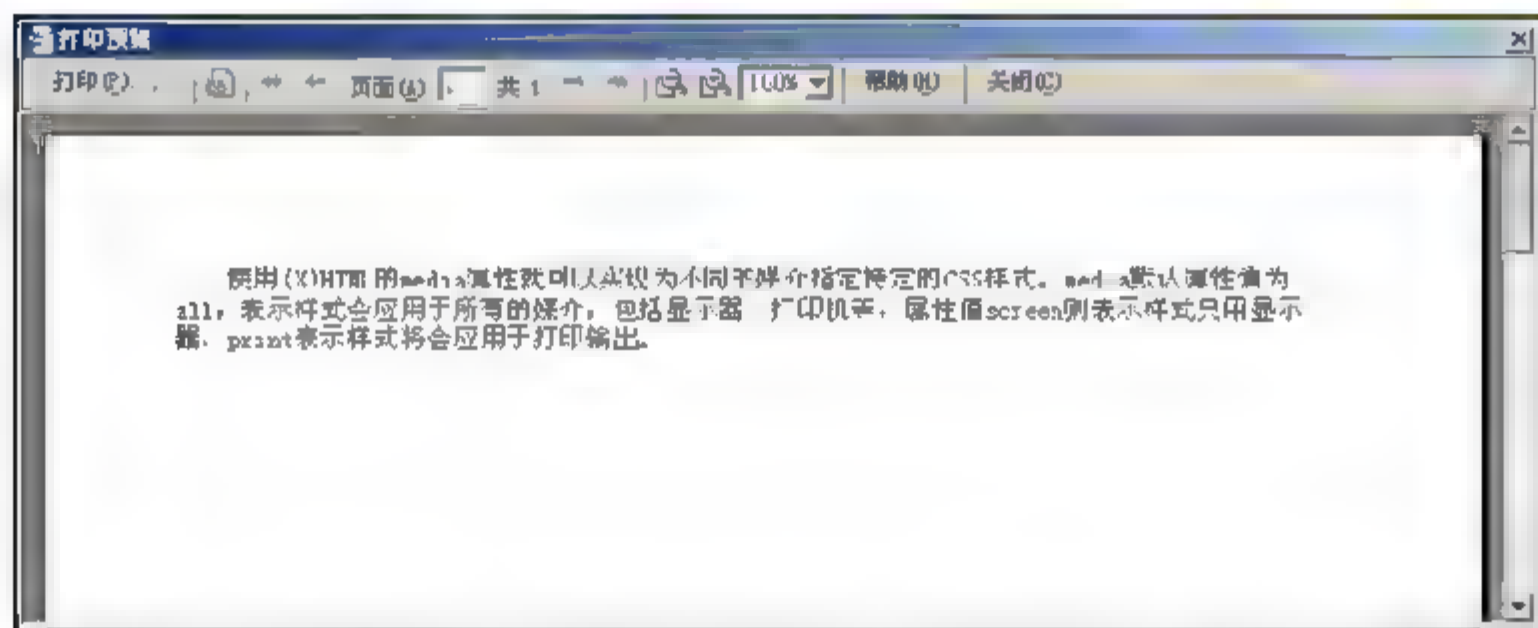 打印预览
打印(P)... 页面(A) 共 1 100% 帮助(H) 关闭(C)
使用(X)HTML的media属性就可以实现为不同的媒介指定特定的CSS样式。media默认属性值为
all，表示样式会应用于所有的媒介，包括显示器 打印机等，属性值screen则表示样式只用显示
器，print表示样式将会应用于打印输出。